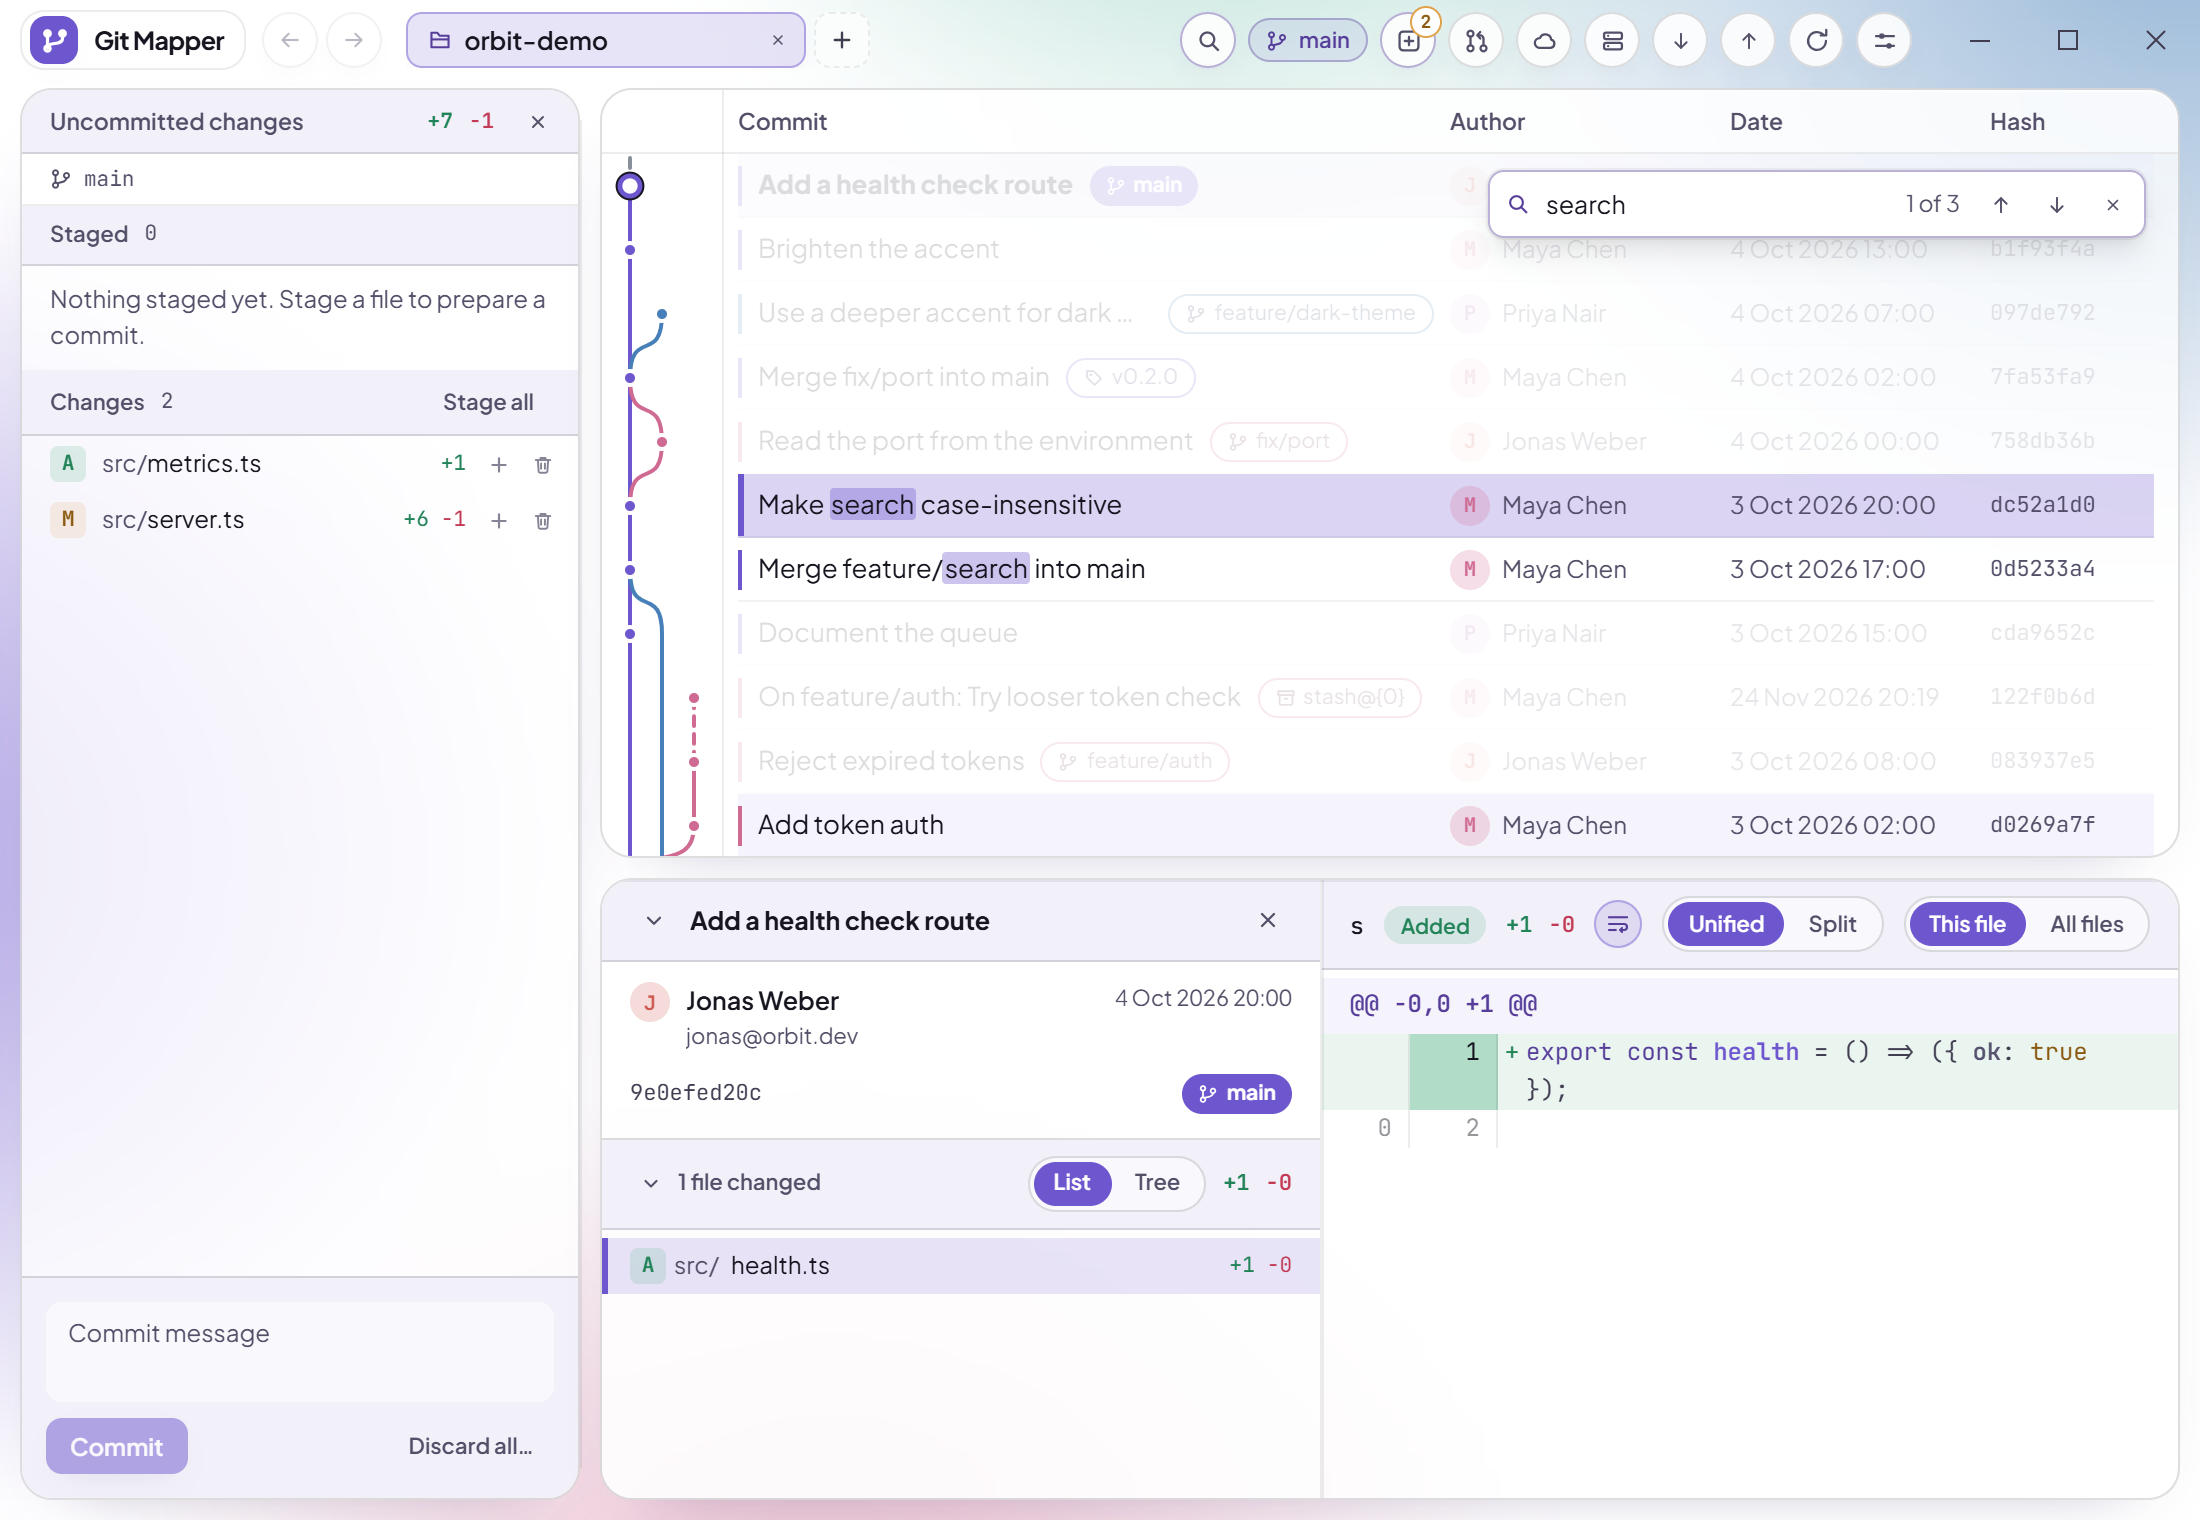 Git Mapper
orbit-demo
main
2
Uncommitted changes +7 -1
main
Staged 0
Nothing staged yet. Stage a file to prepare a
commit.
Changes 2 Stage all
A src/metrics.ts +1
M src/server.ts +6 -1
Commit message
Commit Discard all...
Commit Author Date Hash
Add a health check route main J
search 1 of 3
Brighten the accent M Maya Chen 4 Oct 2026 13:00 b1f93f4a
Use a deeper accent for dark ... feature/dark-theme P Priya Nair 4 Oct 2026 07:00 097de792
Merge fix/port into main v0.2.0 M Maya Chen 4 Oct 2026 02:00 7fa53fa9
Read the port from the environment fix/port J Jonas Weber 4 Oct 2026 00:00 758db36b
Make search case-insensitive M Maya Chen 3 Oct 2026 20:00 dc52a1d0
Merge feature/search into main M Maya Chen 3 Oct 2026 17:00 0d5233a4
Document the queue P Priya Nair 3 Oct 2026 15:00 cda9652c
On feature/auth: Try looser token check stash@{0} M Maya Chen 24 Nov 2026 20:19 122f0b6d
Reject expired tokens feature/auth J Jonas Weber 3 Oct 2026 08:00 083937e5
Add token auth M Maya Chen 3 Oct 2026 02:00 d0269a7f
Add a health check route
J Jonas Weber 4 Oct 2026 20:00
jonas@orbit.dev
9e0efed20c main
1 file changed List Tree +1 -0
A src/ health.ts +1 -0
s Added +1 -0 Unified Split This file All files
@@ -0,0 +1 @@
1 + export const health = () => ({ ok: true
});
0 2